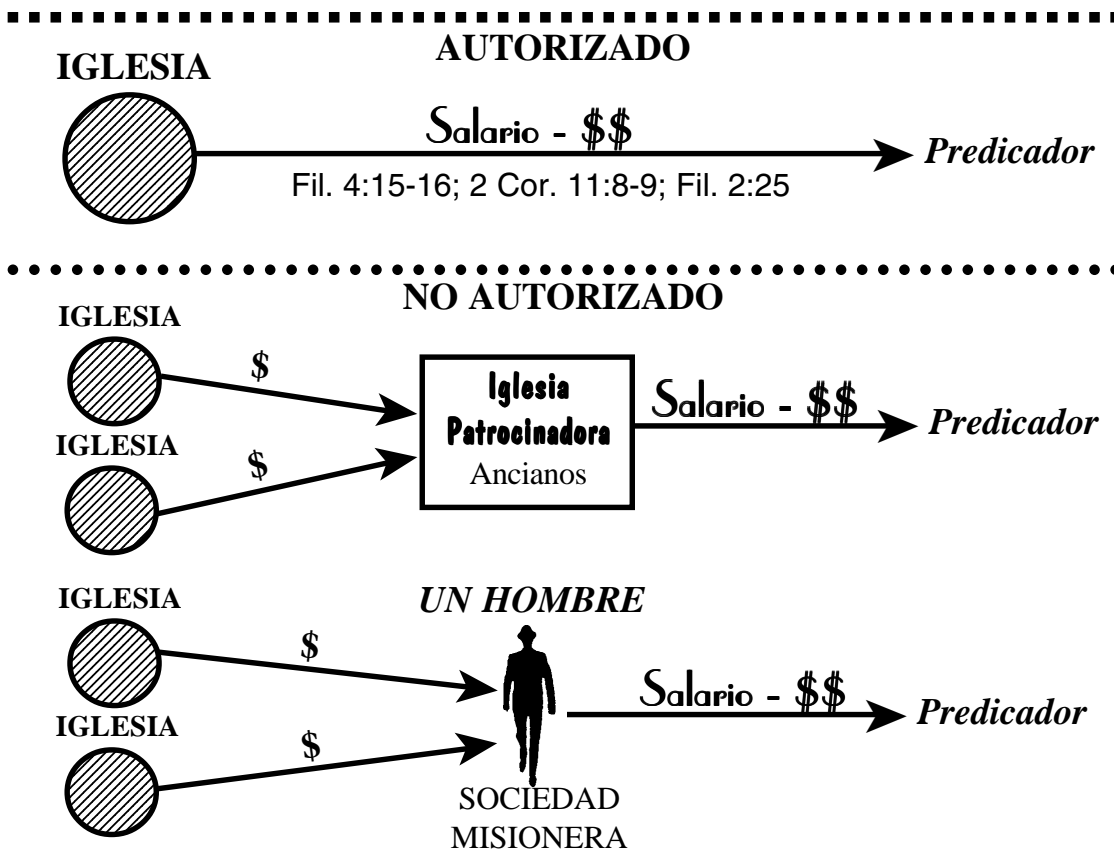 AUTORIZADO
IGLESIA
Salario - $$
Predicador
Fil. 4:15-16; 2 Cor. 11:8-9; Fil. 2:25
NO AUTORIZADO
IGLESIA
$
IGLESIA
$
Iglesia
Patrocinadora
Ancianos
Salario - $$
Predicador
IGLESIA
$
IGLESIA
$
UN HOMBRE
SOCIEDAD
MISIONERA
Salario - $$
Predicador